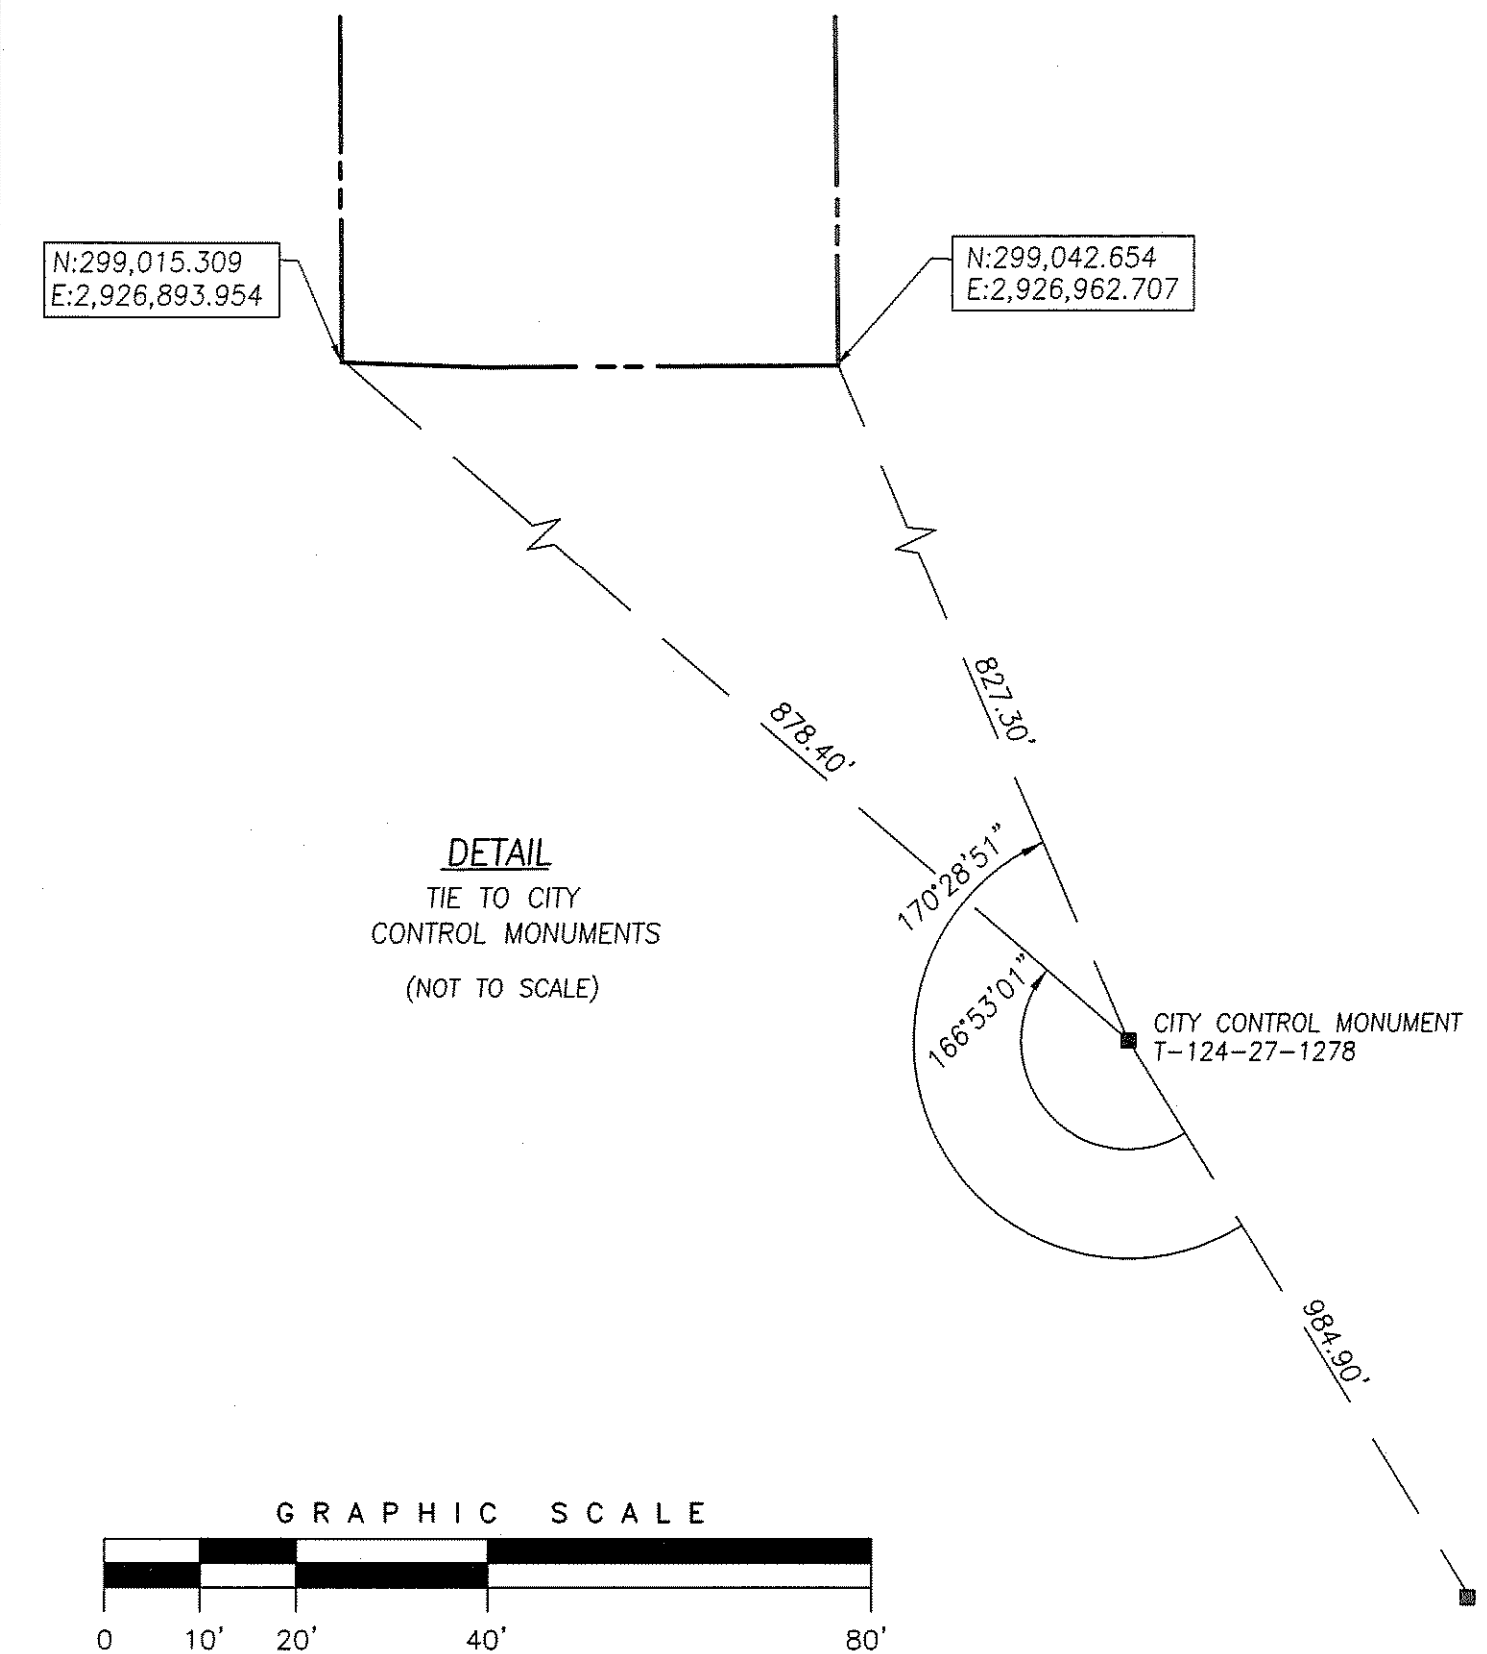 N:299,015.309
E:2,926,893.954
N:299,042.654
E:2,926,962.707
827.30'
878.40'
170°28'51"
DETAIL
TIE TO CITY
CONTROL MONUMENTS
(NOT TO SCALE)
166°53'01"
CITY CONTROL MONUMENT
T-124-27-1278
984.90'
GRAPHIC SCALE
0 10' 20' 40' 80'